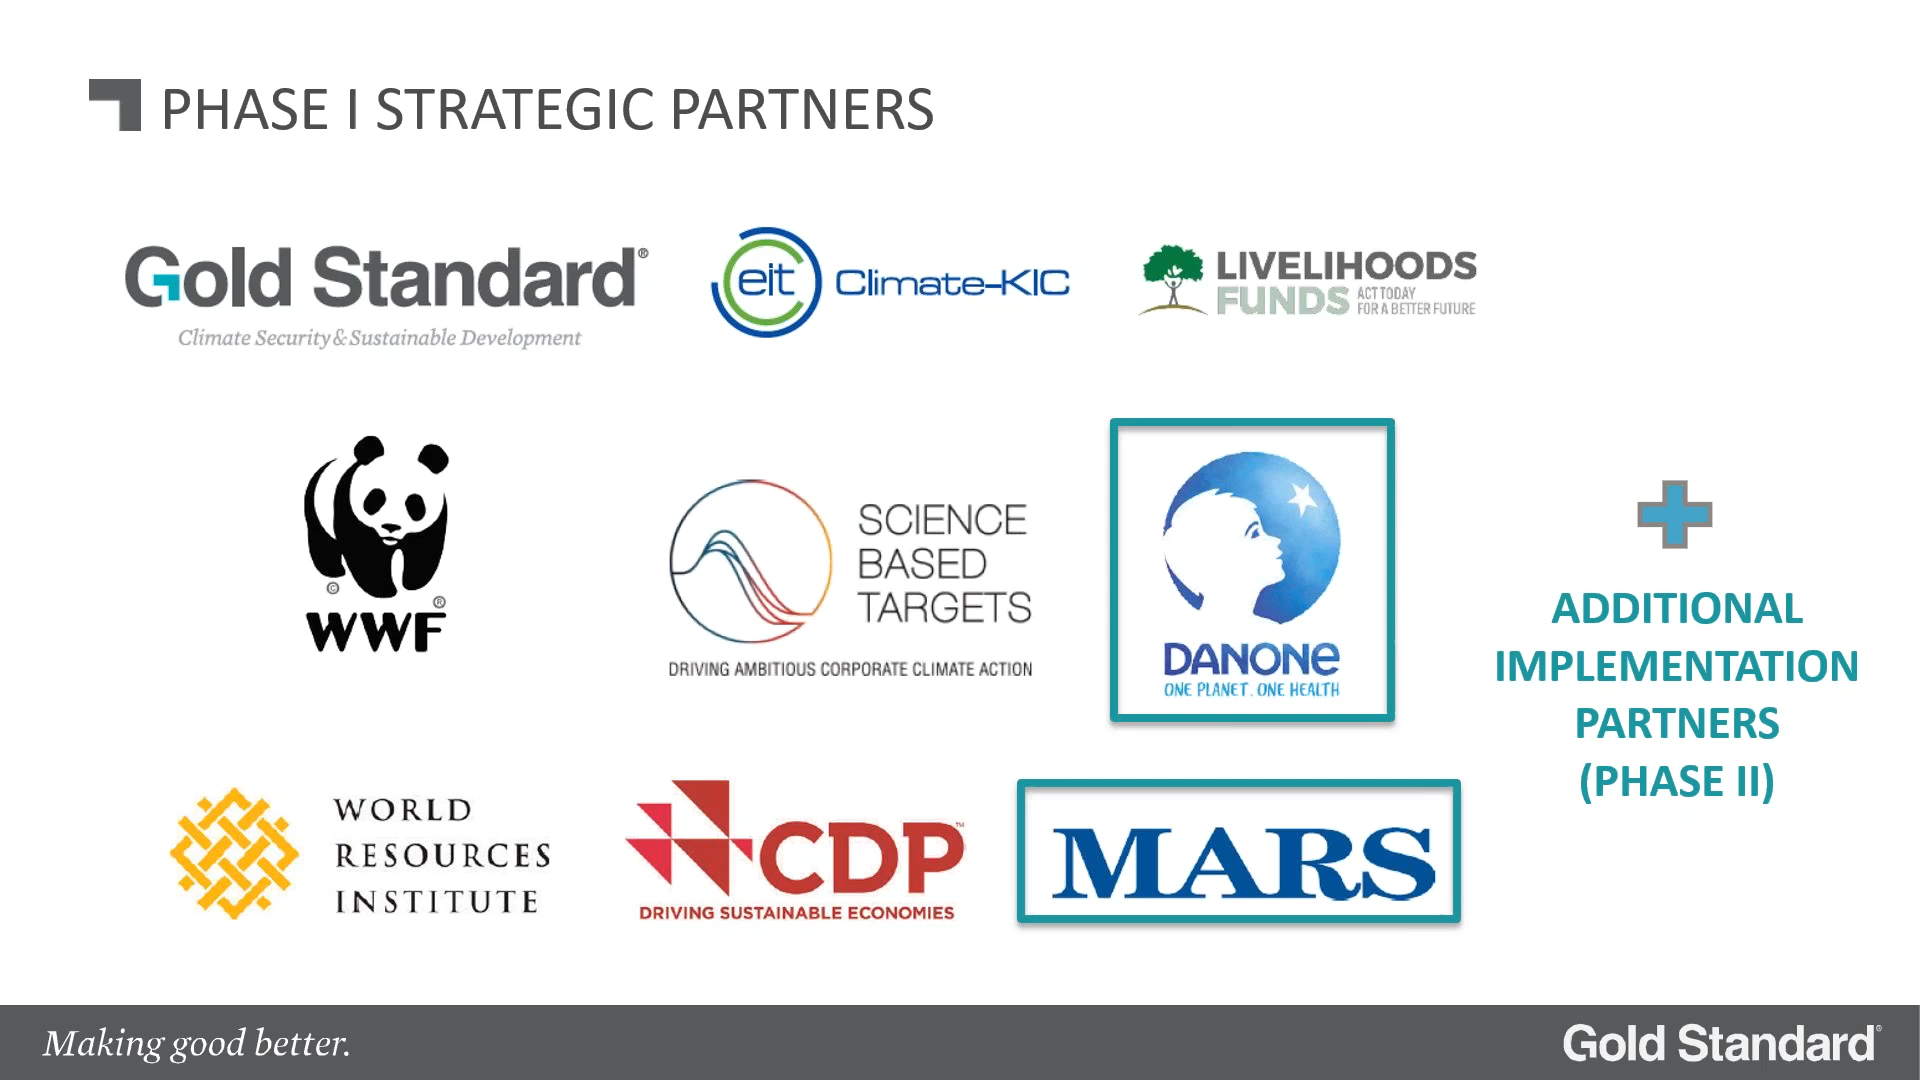 PHASE I STRATEGIC PARTNERS
Gold Standard®
Climate Security & Sustainable Development
eit Climate-KIC
LIVELIHOODS
FUNDS ACT TODAY
FOR A BETTER FUTURE
© ®
WWF
SCIENCE
BASED
TARGETS
DRIVING AMBITIOUS CORPORATE CLIMATE ACTION
DANONE
ONE PLANET. ONE HEALTH
WORLD
RESOURCES
INSTITUTE
CDP™
DRIVING SUSTAINABLE ECONOMIES
MARS
ADDITIONAL
IMPLEMENTATION
PARTNERS
(PHASE II)
Making good better.
Gold Standard®